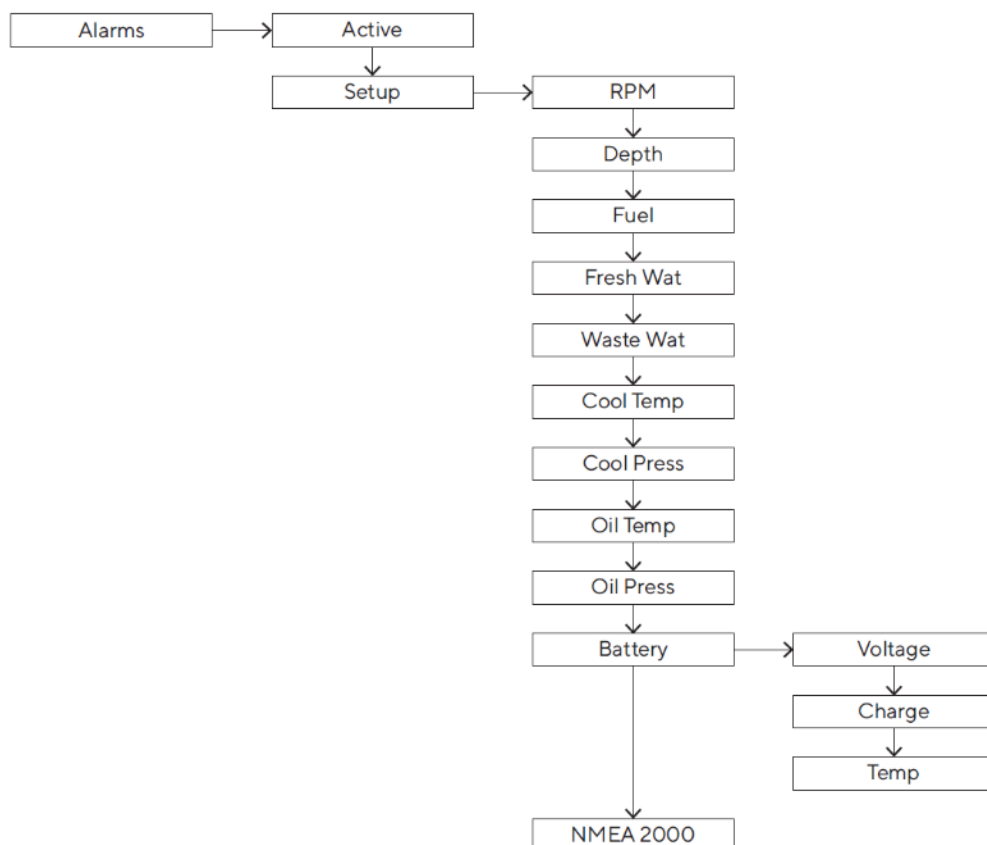 Alarms
Active
Setup
RPM
Depth
Fuel
Fresh Wat
Waste Wat
Cool Temp
Cool Press
Oil Temp
Oil Press
Battery
Voltage
Charge
Temp
NMEA 2000